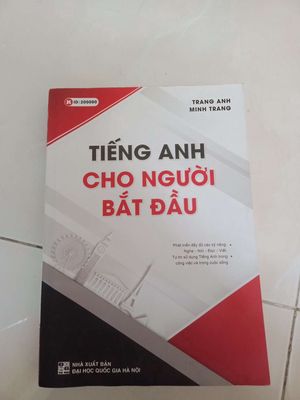 ID: 200080
TRANG ANH
MINH TRANG
TIẾNG ANH
CHO NGƯỜI
BẮT ĐẦU
Phát triển đầy đủ các kỹ năng
Nghe - Nói - Đọc - Viết
Tự tin sử dụng Tiếng Anh trong
công việc và trong cuộc sống
NHÀ XUẤT BẢN
ĐẠI HỌC QUỐC GIA HÀ NỘI